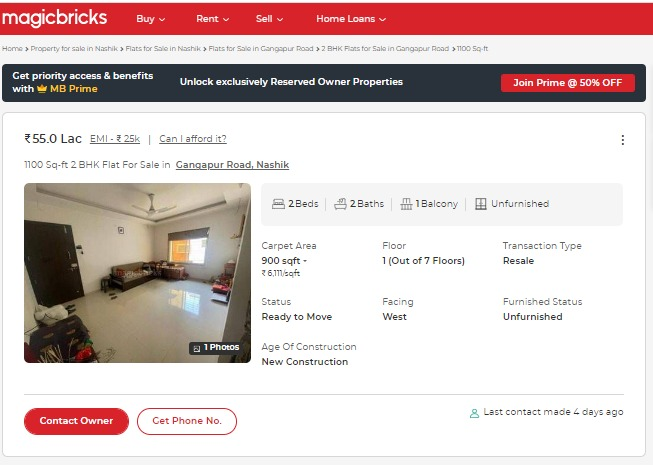 magicbricks
Buy Rent Sell Home Loans
Home > Property for sale in Nashik > Flats for Sale in Nashik > Flats for Sale in Gangapur Road > 2 BHK Flats for Sale in Gangapur Road > 1100 Sq-ft
Get priority access & benefits
with MB Prime
Unlock exclusively Reserved Owner Properties
Join Prime @ 50% OFF
₹55.0 Lac EMI - ₹ 25k | Can I afford it?
1100 Sq-ft 2 BHK Flat For Sale in Gangapur Road, Nashik
2 Beds 2 Baths 1 Balcony Unfurnished
Carpet Area Floor Transaction Type
900 sqft 1 (Out of 7 Floors) Resale
₹ 6,111/sqft
Status Facing Furnished Status
Ready to Move West Unfurnished
1 Photos
Age Of Construction
New Construction
Contact Owner Get Phone No. Last contact made 4 days ago